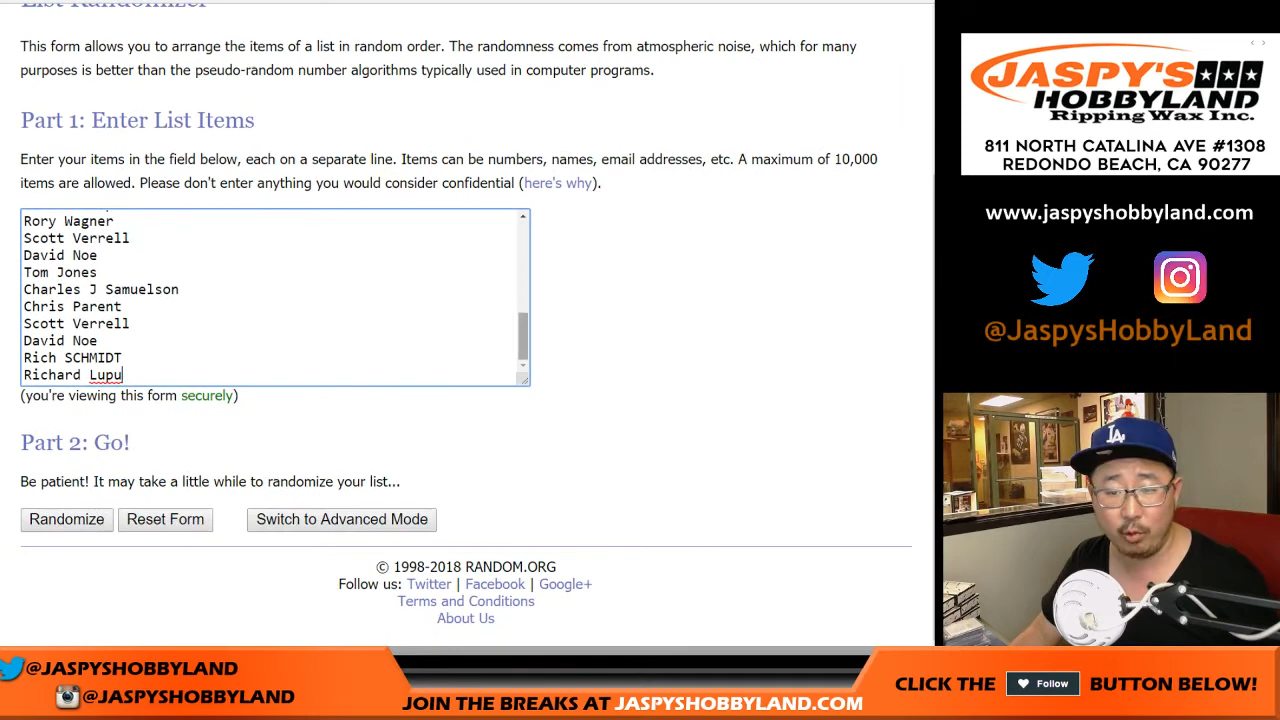 List Randomizer
This form allows you to arrange the items of a list in random order. The randomness comes from atmospheric noise, which for many
purposes is better than the pseudo-random number algorithms typically used in computer programs.
Part 1: Enter List Items
Enter your items in the field below, each on a separate line. Items can be numbers, names, email addresses, etc. A maximum of 10,000
items are allowed. Please don't enter anything you would consider confidential (here's why).
Rory Wagner
Scott Verrell
David Noe
Tom Jones
Charles J Samuelson
Chris Parent
Scott Verrell
David Noe
Rich SCHMIDT
Richard Lupu
(you're viewing this form securely)
Part 2: Go!
Be patient! It may take a little while to randomize your list...
Randomize
Reset Form
Switch to Advanced Mode
© 1998-2018 RANDOM.ORG
Follow us: Twitter | Facebook | Google+
Terms and Conditions
About Us
JASPY'S
HOBBYLAND
Ripping Wax Inc.
811 NORTH CATALINA AVE #1308
REDONDO BEACH, CA 90277
www.jaspyshobbyland.com
@JaspysHobbyLand
LA
@JASPYSHOBBYLAND
@JASPYSHOBBYLAND
JOIN THE BREAKS AT JASPYSHOBBYLAND.COM
CLICK THE Follow BUTTON BELOW!